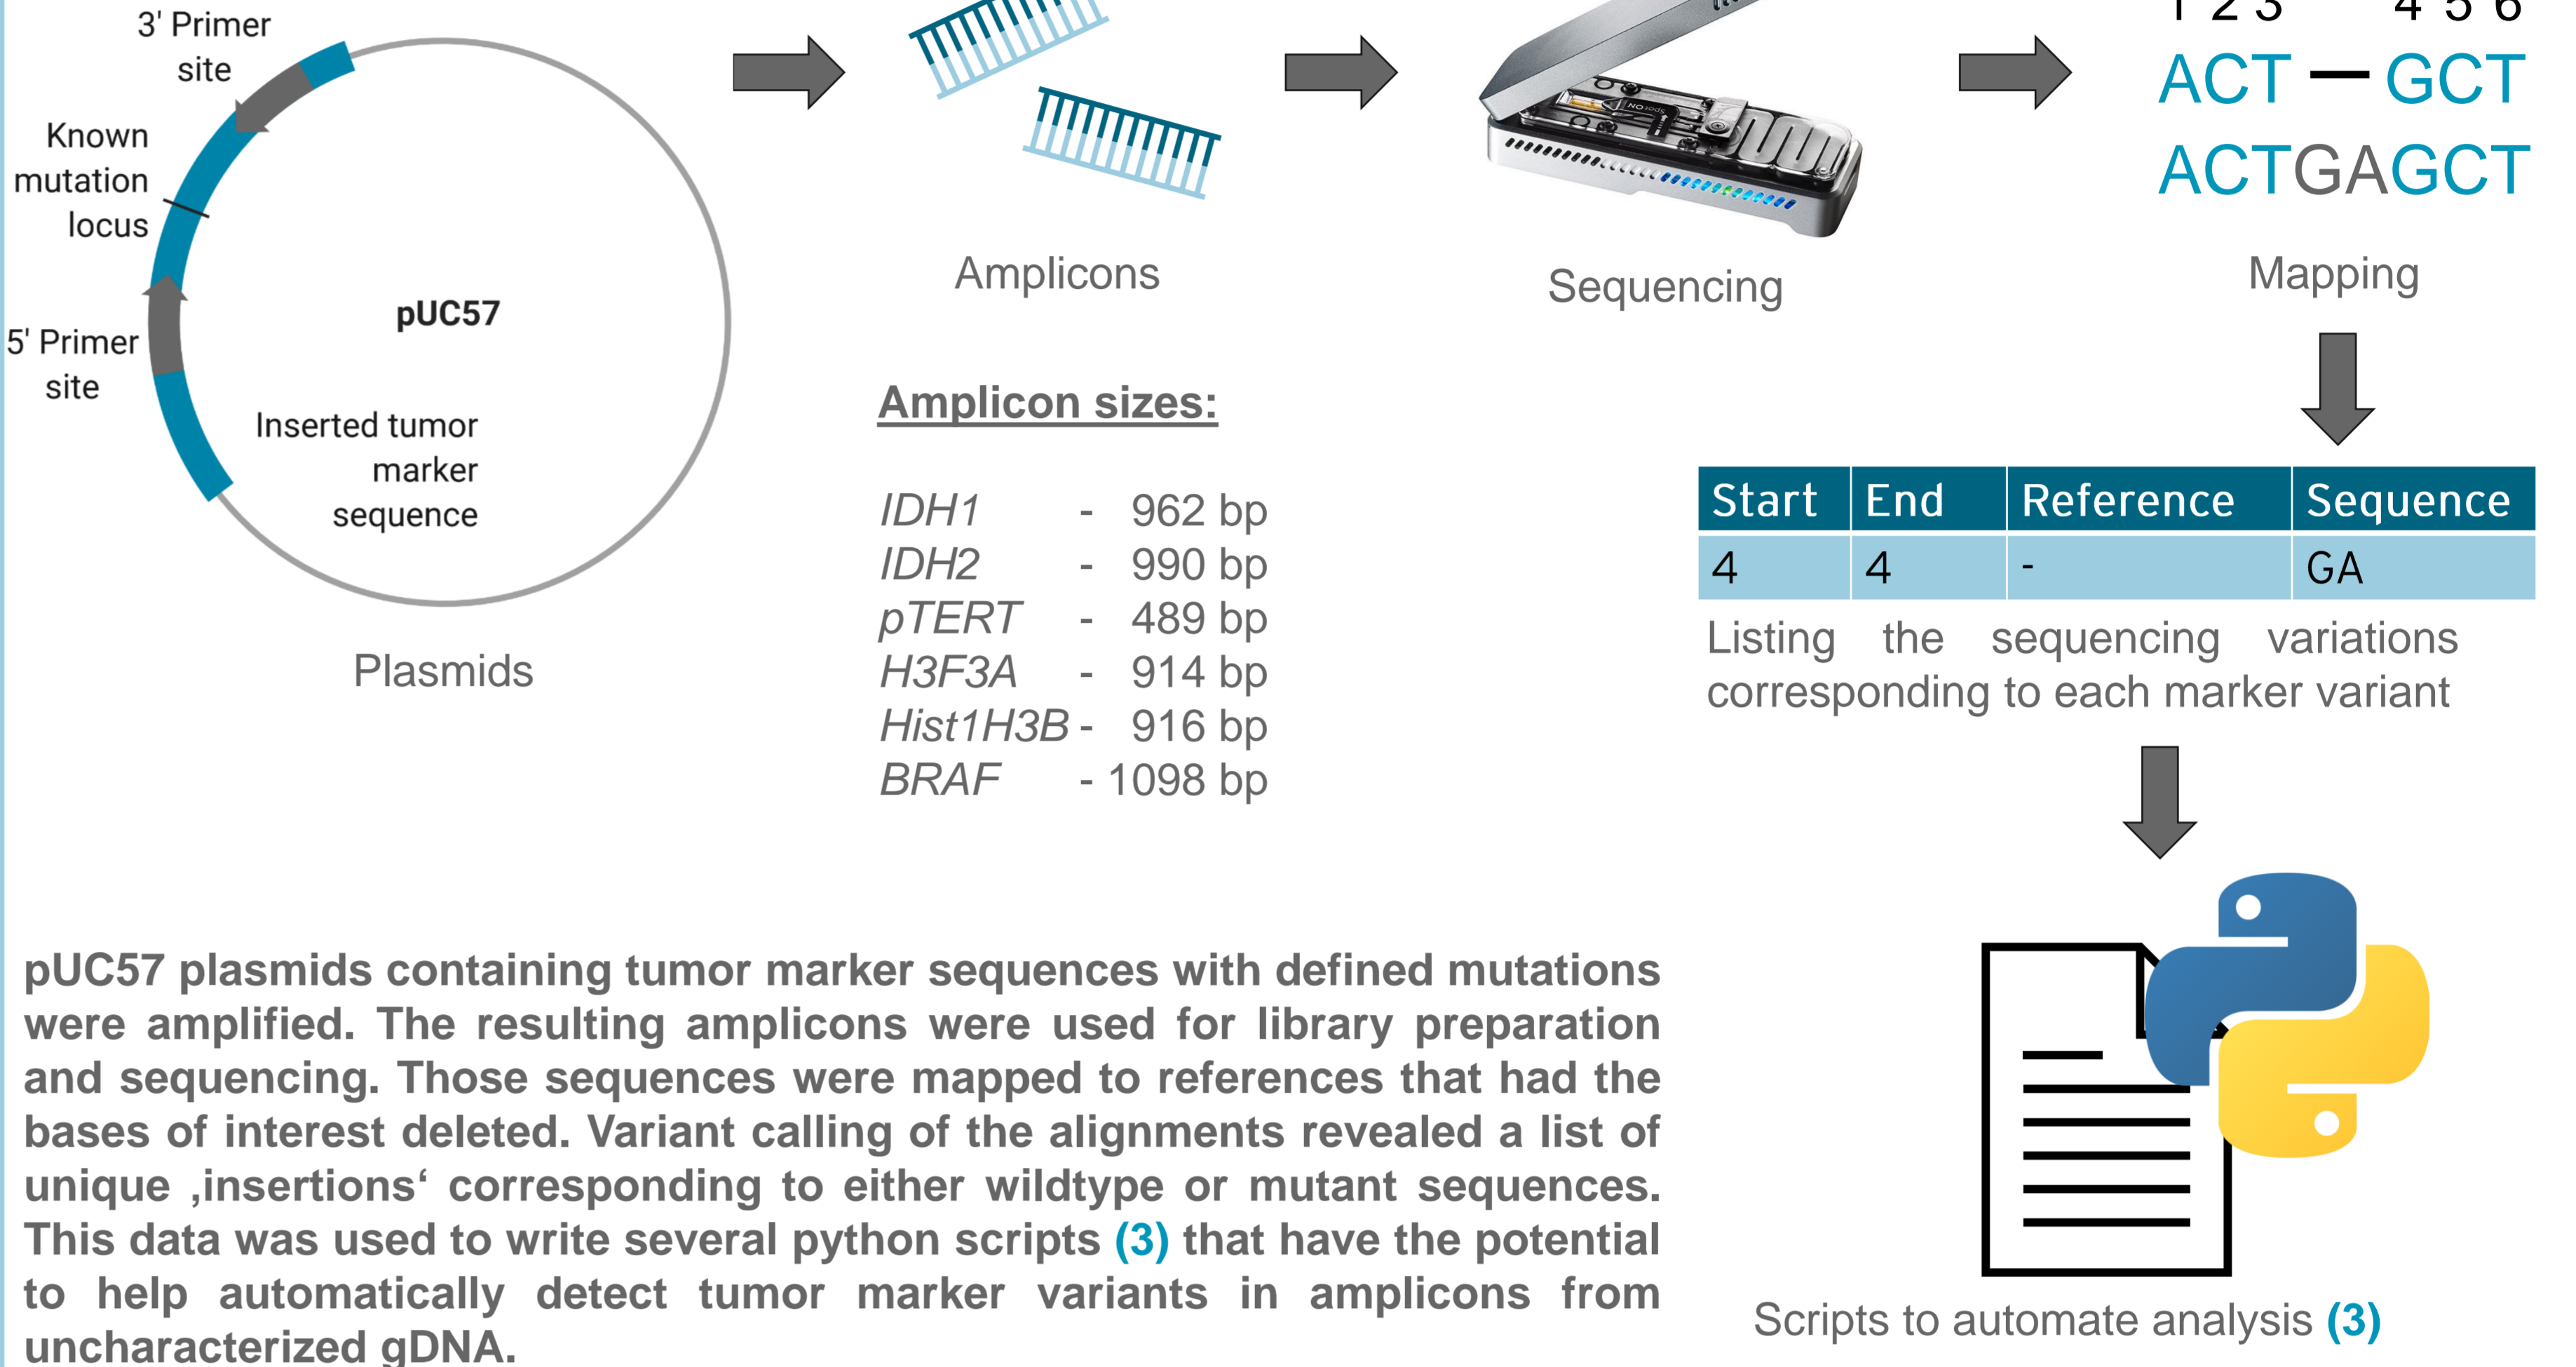 3' Primer
site
Known
mutation
locus
5' Primer
site
pUC57
Inserted tumor
marker
sequence
Plasmids
Amplicons
Amplicon sizes:
IDH1 - 962 bp
IDH2 - 990 bp
pTERT - 489 bp
H3F3A - 914 bp
Hist1H3B - 916 bp
BRAF - 1098 bp
Sequencing
1 2 3 4 5 6
ACT — GCT
ACTGAGCT
Mapping
Start End Reference Sequence
4 4 - GA
Listing the sequencing variations
corresponding to each marker variant
Scripts to automate analysis (3)
pUC57 plasmids containing tumor marker sequences with defined mutations
were amplified. The resulting amplicons were used for library preparation
and sequencing. Those sequences were mapped to references that had the
bases of interest deleted. Variant calling of the alignments revealed a list of
unique ‚insertions‘ corresponding to either wildtype or mutant sequences.
This data was used to write several python scripts (3) that have the potential
to help automatically detect tumor marker variants in amplicons from
uncharacterized gDNA.